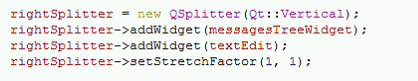 rightSplitter = new QSplitter(Qt::Vertical);
rightSplitter->addWidget(messagesTreeWidget);
rightSplitter->addWidget(textEdit);
rightSplitter->setStretchFactor(1, 1);